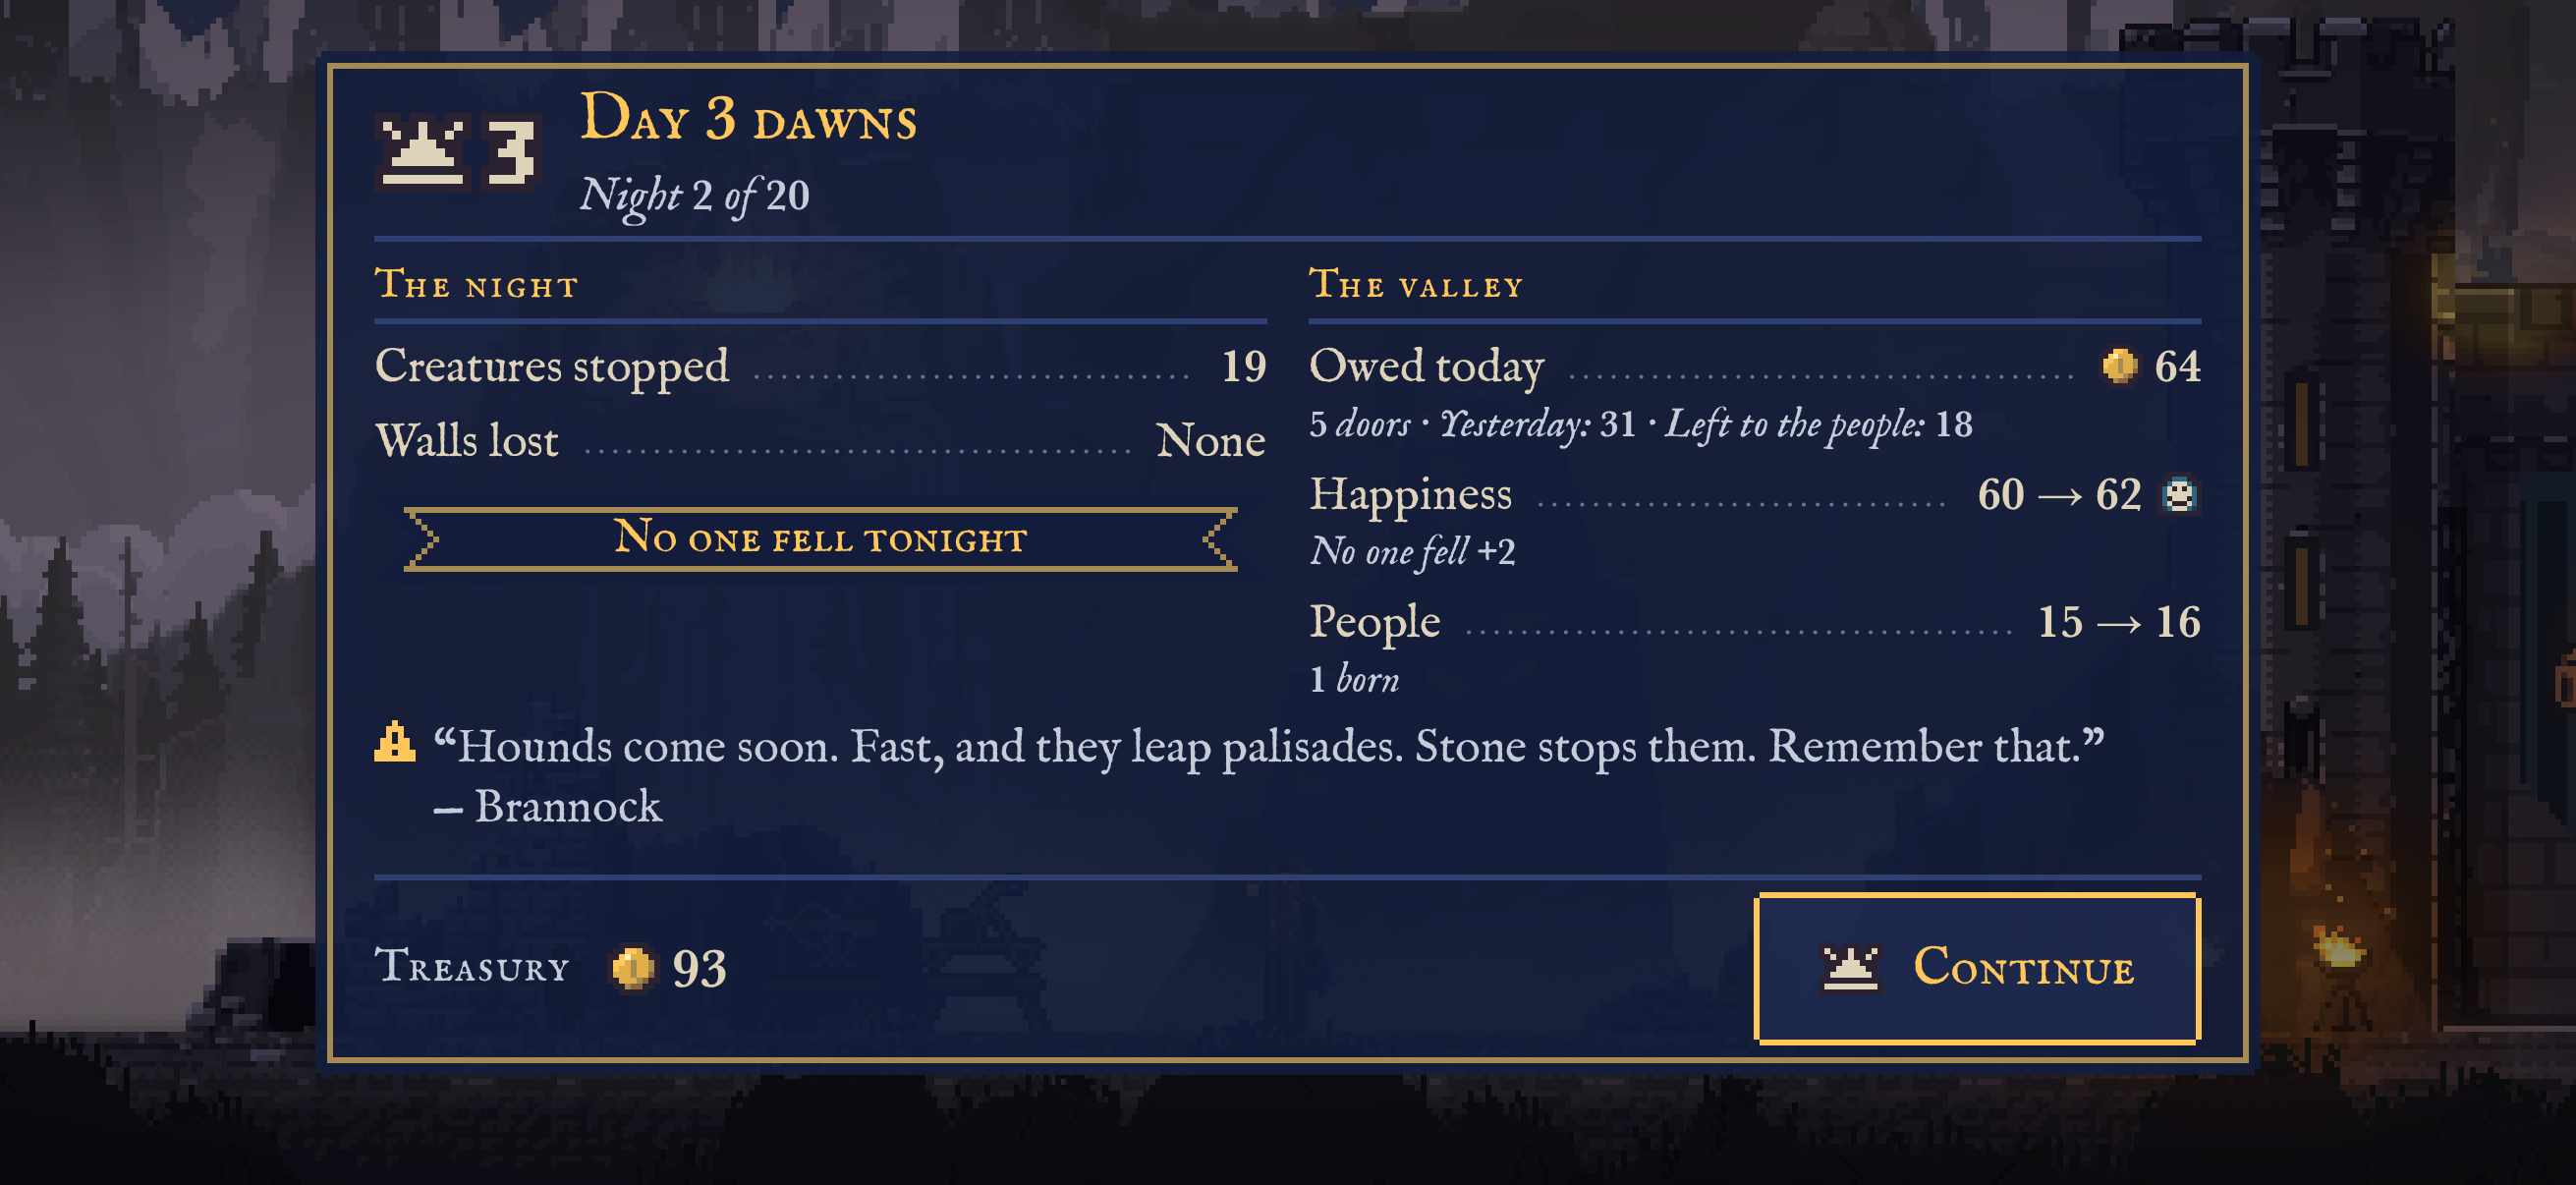 3
Day 3 dawns
Night 2 of 20
The night
Creatures stopped 19
Walls lost None
No one fell tonight
The valley
Owed today 64
5 doors · Yesterday: 31 · Left to the people: 18
Happiness 60 → 62
No one fell +2
People 15 → 16
1 born
“Hounds come soon. Fast, and they leap palisades. Stone stops them. Remember that.”
— Brannock
Treasury 93
Continue